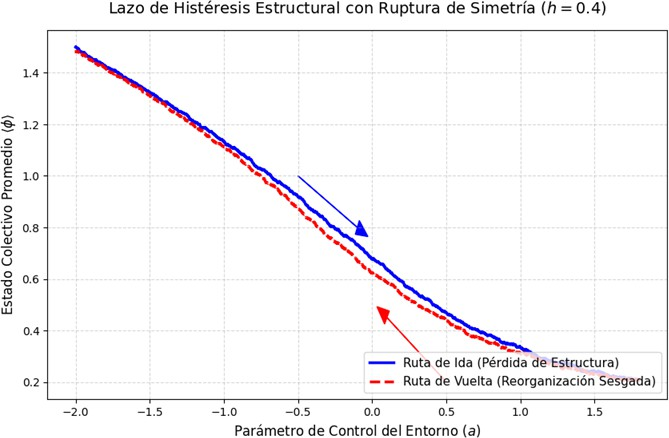 Lazo de Histéresis Estructural con Ruptura de Simetría (h = 0.4)
Estado Colectivo Promedio ⟨ϕ⟩
1.4
1.2
1.0
0.8
0.6
0.4
0.2
Ruta de Ida (Pérdida de Estructura)
Ruta de Vuelta (Reorganización Sesgada)
-2.0 -1.5 -1.0 -0.5 0.0 0.5 1.0 1.5
Parámetro de Control del Entorno (a)